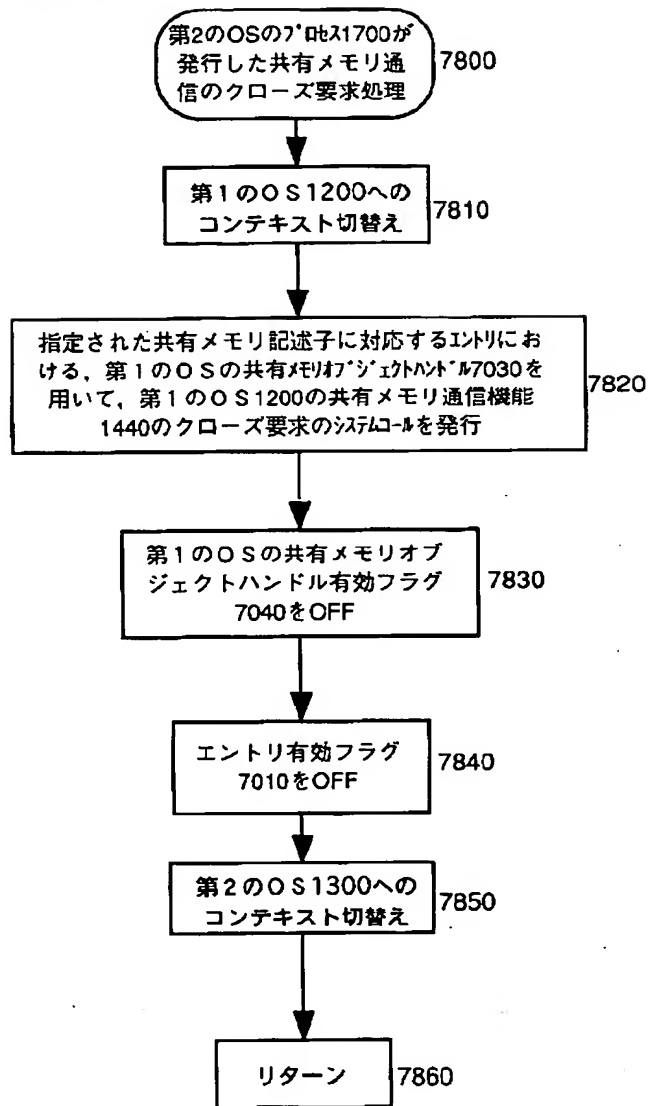 第2のOSのプロセス1700が
発行した共有メモリ通
信のクローズ要求処理
7800
第1のOS1200への
コンテキスト切替え
7810
指定された共有メモリ記述子に対応するエントリにお
ける，第1のOSの共有メモリオブジェクトハンドル7030を
用いて，第1のOS1200の共有メモリ通信機能
1440のクローズ要求のシステムコールを発行
7820
第1のOSの共有メモリオブ
ジェクトハンドル有効フラグ
7040をOFF
7830
エントリ有効フラグ
7010をOFF
7840
第2のOS1300への
コンテキスト切替え
7850
リターン
7860